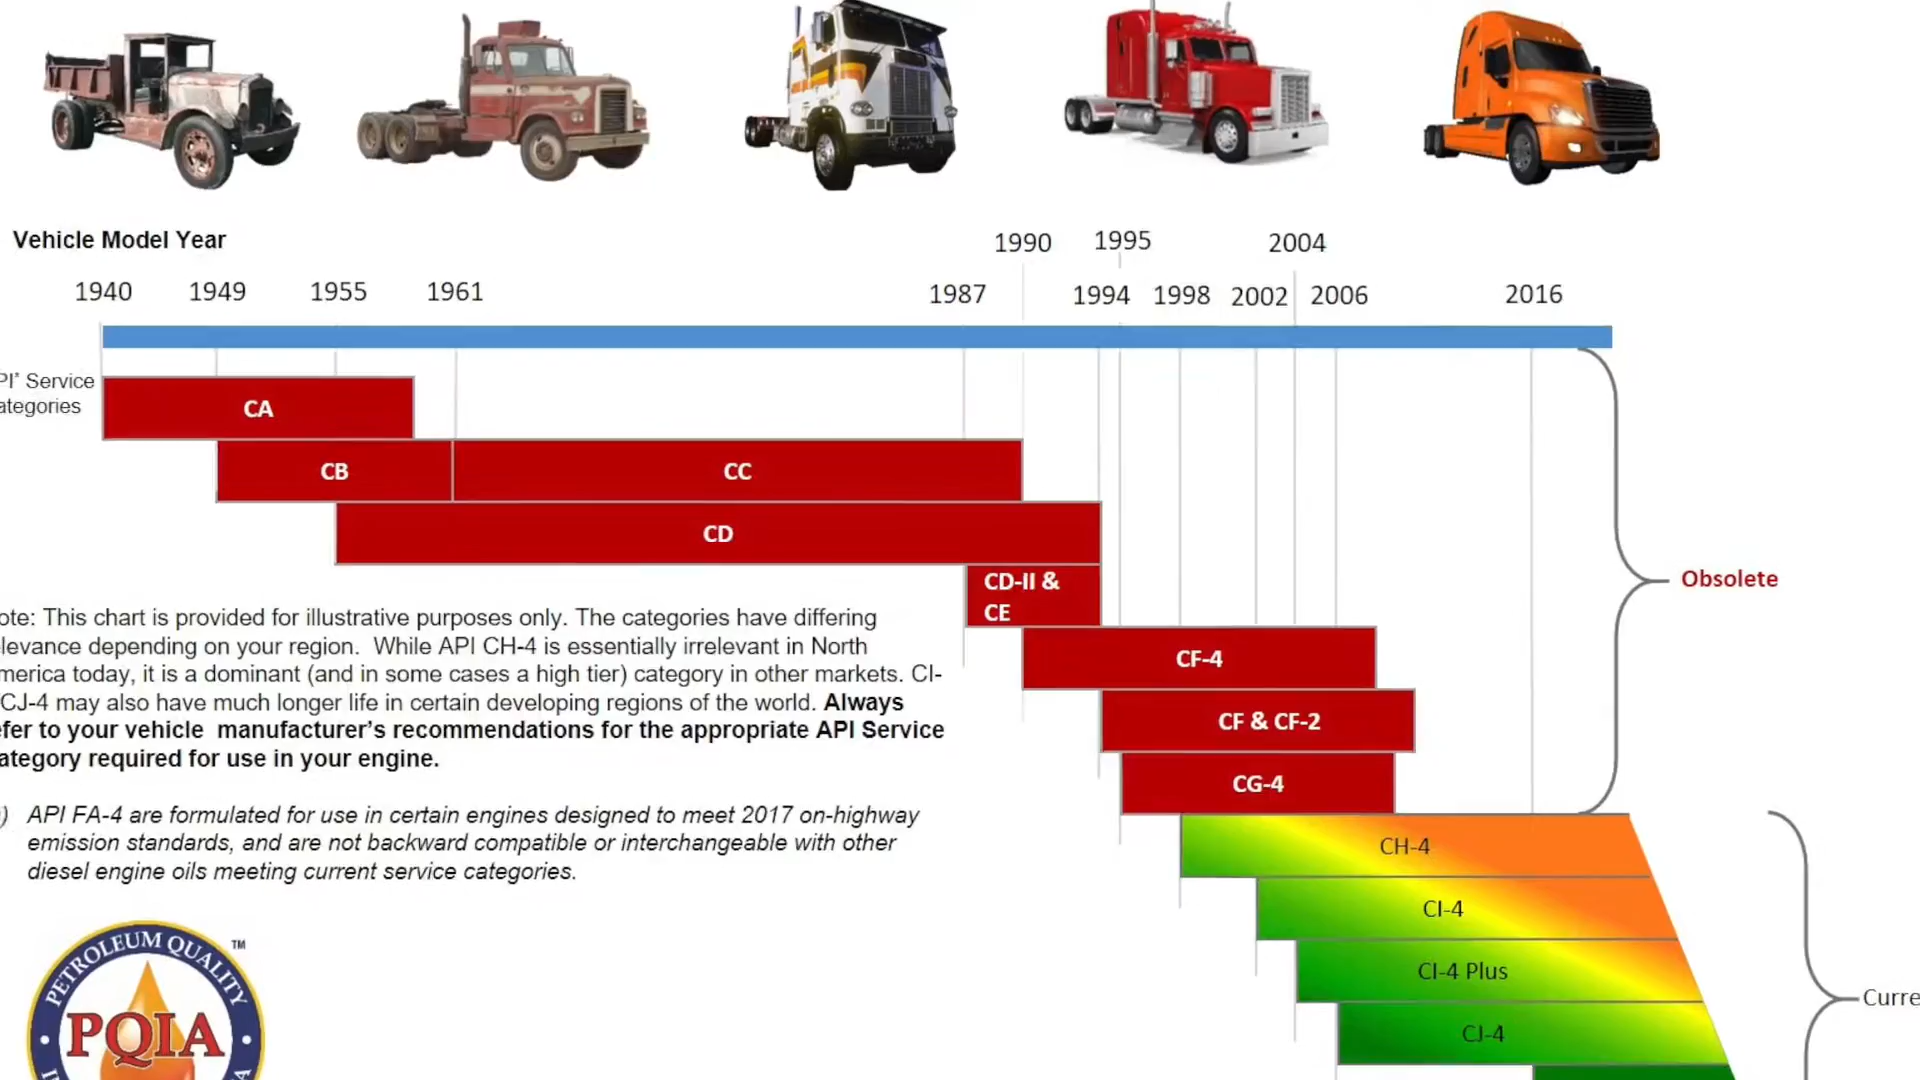 Vehicle Model Year
1990 1995 2004
1940 1949 1955 1961 1987 1994 1998 2002 2006 2016
PI* Service
ategories
CA
CB CC
CD
CD-II &
CE
Obsolete
ote: This chart is provided for illustrative purposes only. The categories have differing
levance depending on your region. While API CH-4 is essentially irrelevant in North
merica today, it is a dominant (and in some cases a high tier) category in other markets. CI-
CJ-4 may also have much longer life in certain developing regions of the world. Always
efer to your vehicle manufacturer's recommendations for the appropriate API Service
ategory required for use in your engine.
CF-4
CF & CF-2
CG-4
) API FA-4 are formulated for use in certain engines designed to meet 2017 on-highway
emission standards, and are not backward compatible or interchangeable with other
diesel engine oils meeting current service categories.
CH-4
CI-4
CI-4 Plus
CJ-4
Curre
PETROLEUM QUALITY
TM
PQIA